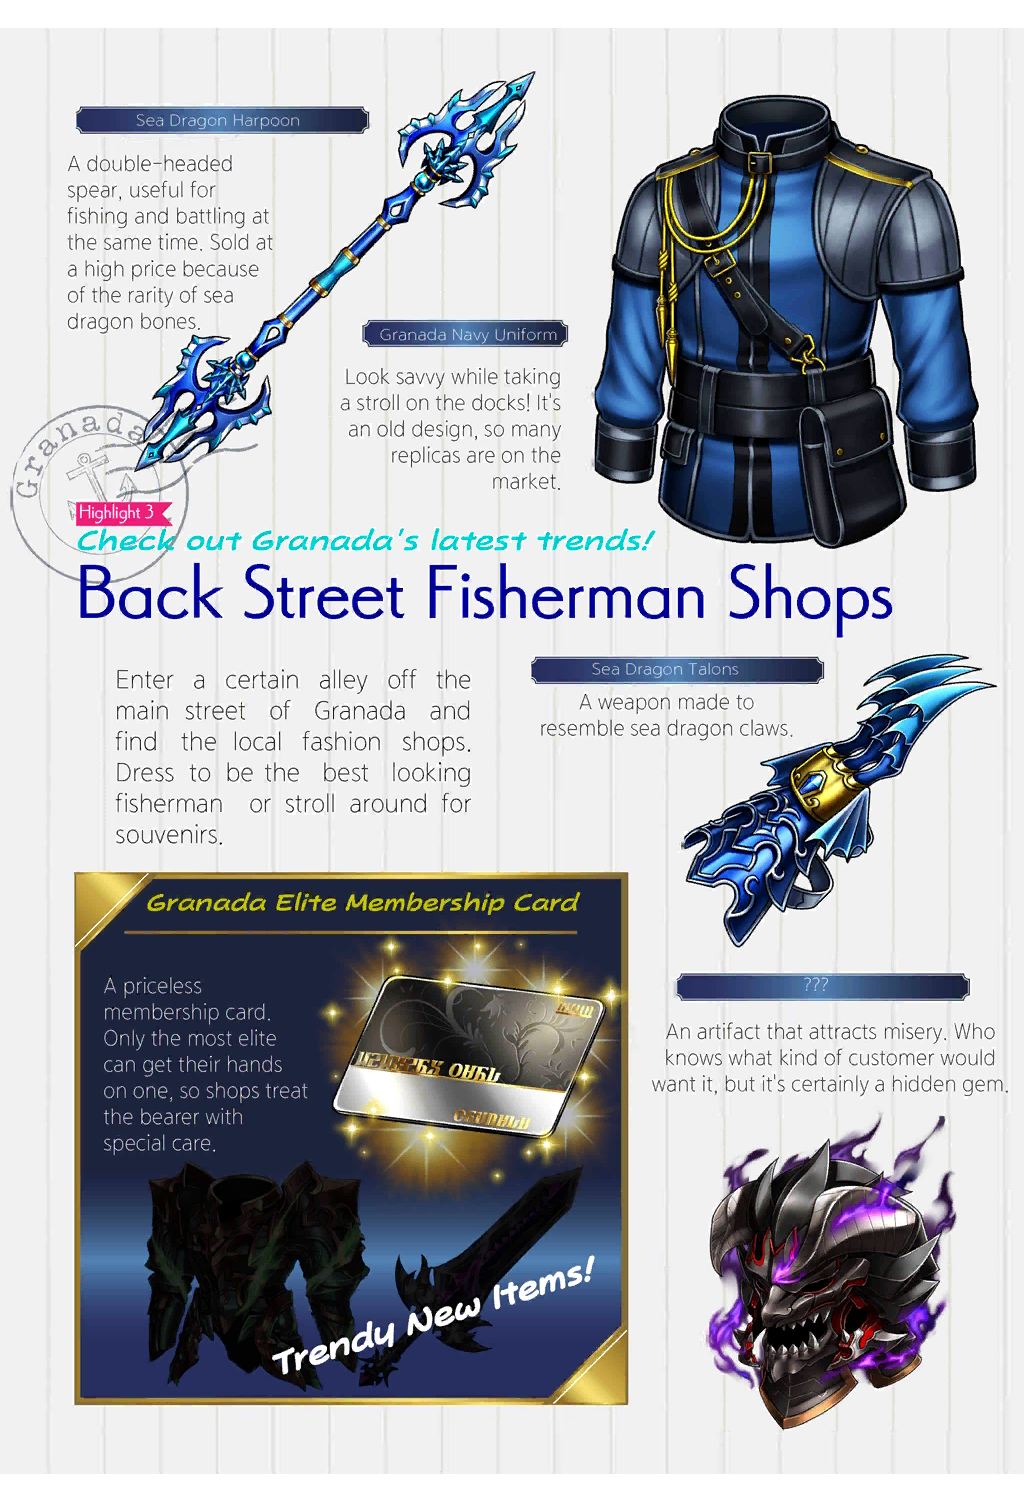 Sea Dragon Harpoon
A double-headed
spear, useful for
fishing and battling at
the same time. Sold at
a high price because
of the rarity of sea
dragon bones.
Granada Navy Uniform
Look savvy while taking
a stroll on the docks! It's
an old design, so many
replicas are on the
market.
Granada
Highlight 3
Check out Granada's latest trends!
Back Street Fisherman Shops
Enter a certain alley off the
main street of Granada and
find the local fashion shops.
Dress to be the best looking
fisherman or stroll around for
souvenirs.
Sea Dragon Talons
A weapon made to
resemble sea dragon claws.
Granada Elite Membership Card
A priceless
membership card.
Only the most elite
can get their hands
on one, so shops treat
the bearer with
special care.
Trendy New Items!
???
An artifact that attracts misery. Who
knows what kind of customer would
want it, but it's certainly a hidden gem.